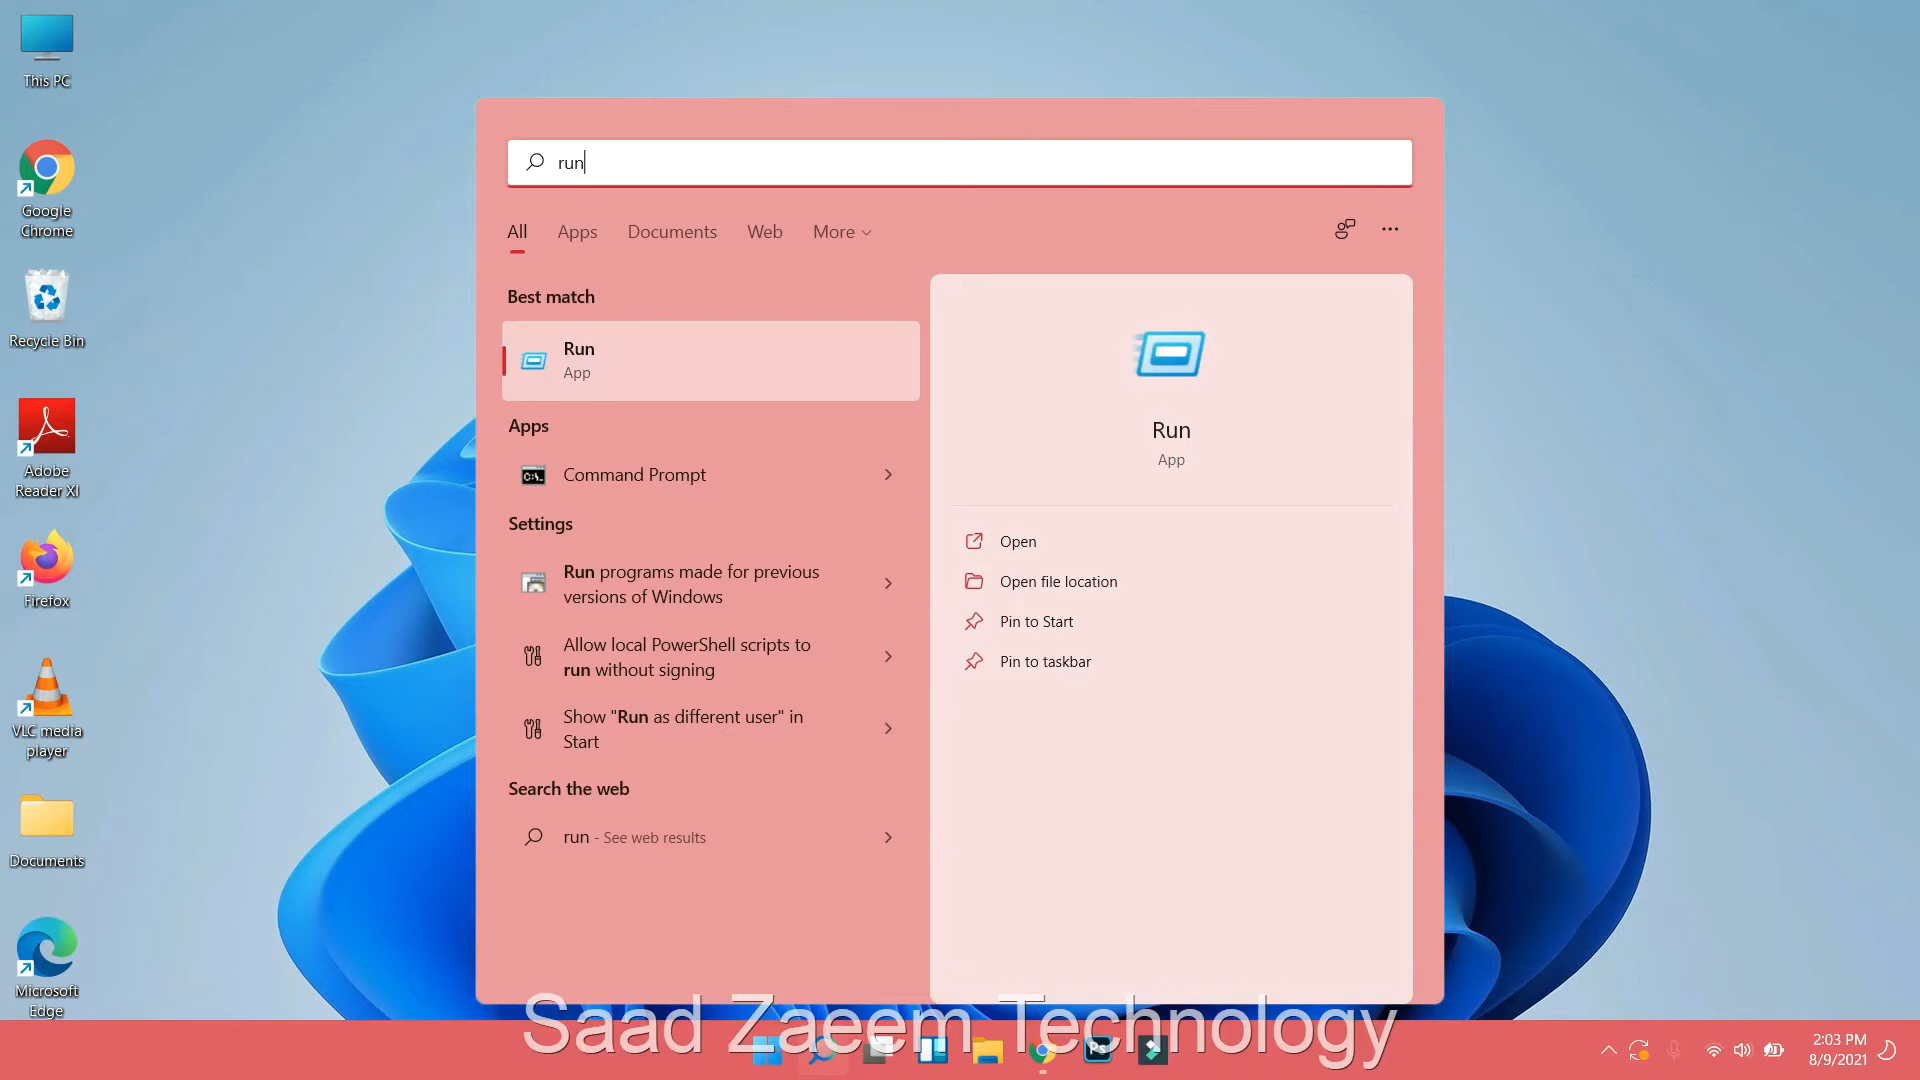 This PC
Google
Chrome
Recycle Bin
Adobe
Reader XI
Firefox
VLC media
player
Documents
Microsoft
Edge
run
All Apps Documents Web More
Best match
Run
App
Apps
Command Prompt
Settings
Run programs made for previous
versions of Windows
Allow local PowerShell scripts to
run without signing
Show "Run as different user" in
Start
Search the web
run - See web results
Run
App
Open
Open file location
Pin to Start
Pin to taskbar
Saad Zaeem Technology
C:\.
Ps
2:03 PM
8/9/2021